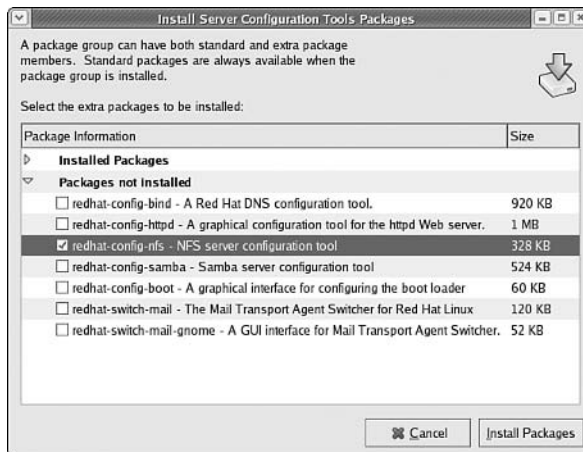 Install Server Configuration Tools Packages
A package group can have both standard and extra package
members. Standard packages are always available when the
package group is installed.
Select the extra packages to be installed:
Package Information Size
Installed Packages
Packages not installed
redhat-config-bind - A Red Hat DNS configuration tool. 920 KB
redhat-config-httpd - A graphical configuration tool for the httpd Web server. 1 MB
redhat-config-nfs - NFS server configuration tool 328 KB
redhat-config-samba - Samba server configuration tool 524 KB
redhat-config-boot - A graphical interface for configuring the boot loader 60 KB
redhat-switch-mail - The Mail Transport Agent Switcher for Red Hat Linux 120 KB
redhat-switch-mail-gnome - A GUI interface for Mail Transport Agent Switcher. 52 KB
Cancel Install Packages